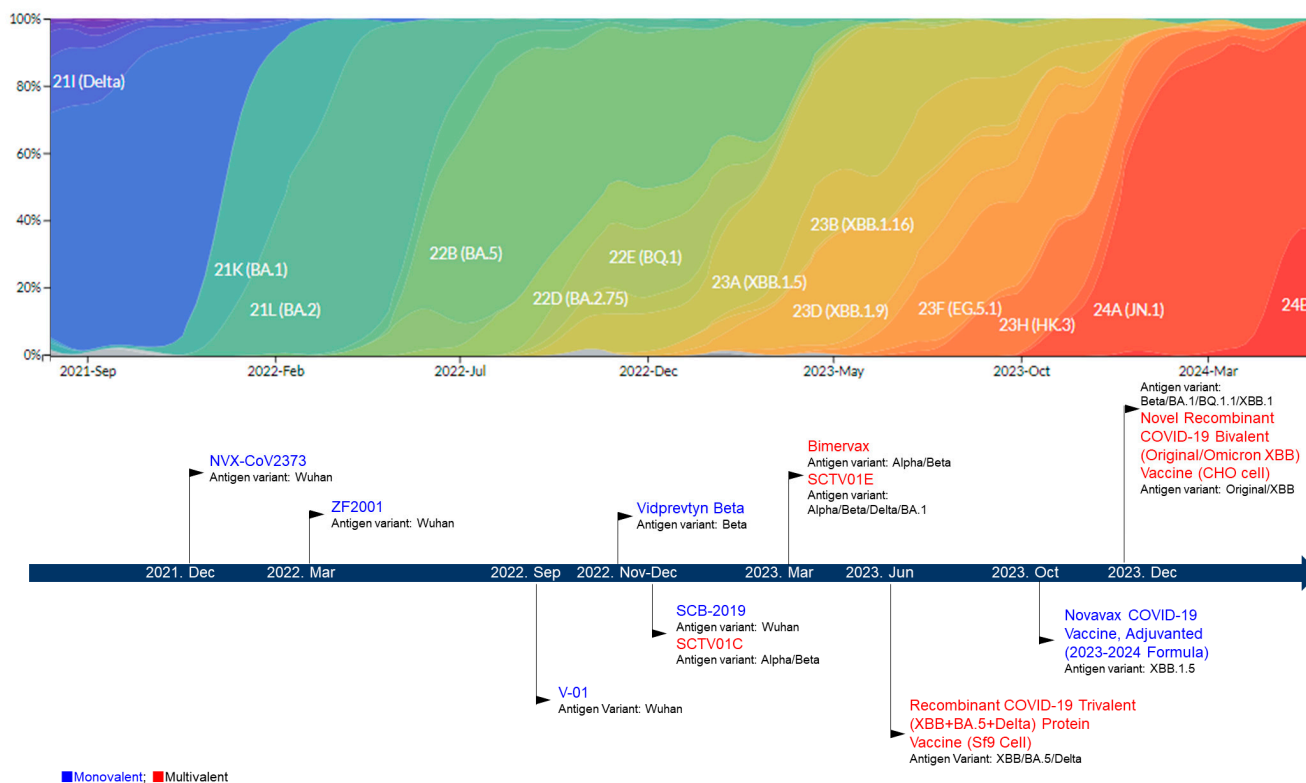 100%
80%
60%
40%
20%
0%
21I (Delta)
21K (BA.1)
21L (BA.2)
22B (BA.5)
22D (BA.2.75)
22E (BQ.1)
23A (XBB.1.5)
23B (XBB.1.16)
23D (XBB.1.9)
23F (EG.5.1)
23H (HK.3)
24A (JN.1)
24B
2021-Sep
2022-Feb
2022-Jul
2022-Dec
2023-May
2023-Oct
2024-Mar
NVX-CoV2373
Antigen variant: Wuhan
ZF2001
Antigen variant: Wuhan
Vidprevtyn Beta
Antigen variant: Beta
Bimervax
Antigen variant: Alpha/Beta
SCTV01E
Antigen variant:
Alpha/Beta/Delta/BA.1
Antigen variant:
Beta/BA.1/BQ.1.1/XBB.1
Novel Recombinant
COVID-19 Bivalent
(Original/Omicron XBB)
Vaccine (CHO cell)
Antigen variant: Original/XBB
2021. Dec
2022. Mar
2022. Sep
2022. Nov-Dec
2023. Mar
2023. Jun
2023. Oct
2023. Dec
V-01
Antigen Variant: Wuhan
SCB-2019
Antigen variant: Wuhan
SCTV01C
Antigen variant: Alpha/Beta
Recombinant COVID-19 Trivalent
(XBB+BA.5+Delta) Protein
Vaccine (Sf9 Cell)
Antigen Variant: XBB/BA.5/Delta
Novavax COVID-19
Vaccine, Adjuvanted
(2023-2024 Formula)
Antigen variant: XBB.1.5
Monovalent; Multivalent